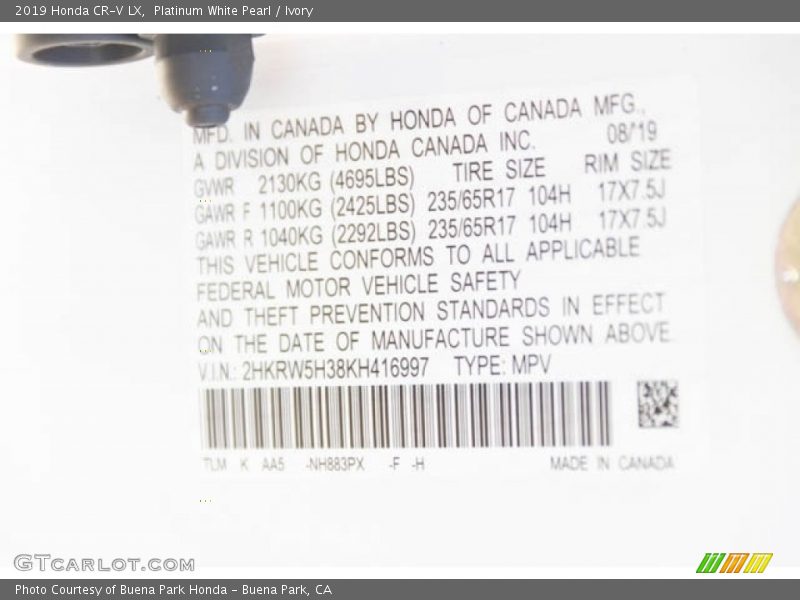 2019 Honda CR-V LX,  Platinum White Pearl / Ivory
MFD. IN CANADA BY HONDA OF CANADA MFG.,
A DIVISION OF HONDA CANADA INC. 08/19
GVWR 2130KG (4695LBS) TIRE SIZE RIM SIZE
GAWR F 1100KG (2425LBS) 235/65R17 104H 17X7.5J
GAWR R 1040KG (2292LBS) 235/65R17 104H 17X7.5J
THIS VEHICLE CONFORMS TO ALL APPLICABLE
FEDERAL MOTOR VEHICLE SAFETY
AND THEFT PREVENTION STANDARDS IN EFFECT
ON THE DATE OF MANUFACTURE SHOWN ABOVE
V.I.N.: 2HKRW5H38KH416997 TYPE: MPV
TLM K AA5 -NH883PX -F -H MADE IN CANADA
GTCARLOT.COM
Photo Courtesy of Buena Park Honda - Buena Park, CA